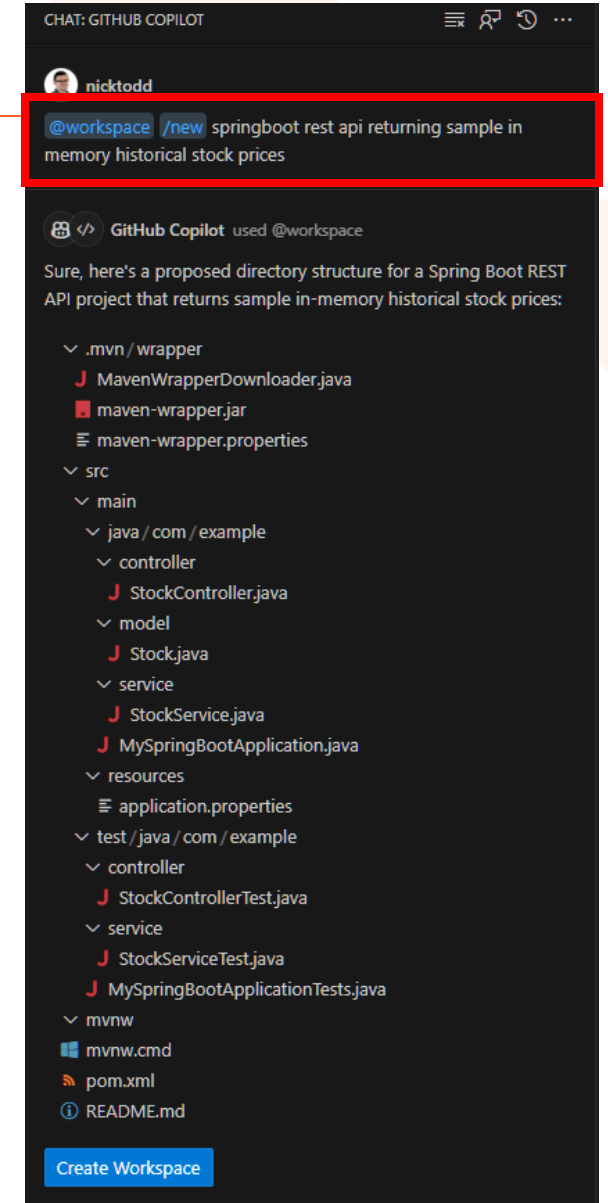 CHAT: GITHUB COPILOT
nicktodd
@workspace /new springboot rest api returning sample in
memory historical stock prices
GitHub Copilot used @workspace
Sure, here's a proposed directory structure for a Spring Boot REST
API project that returns sample in-memory historical stock prices:
.mvn/wrapper
MavenWrapperDownloader.java
maven-wrapper.jar
maven-wrapper.properties
src
main
java/com/example
controller
StockController.java
model
Stock.java
service
StockService.java
MySpringBootApplication.java
resources
application.properties
test/java/com/example
controller
StockControllerTest.java
service
StockServiceTest.java
MySpringBootApplicationTests.java
mvnw
mvnw.cmd
pom.xml
README.md
Create Workspace